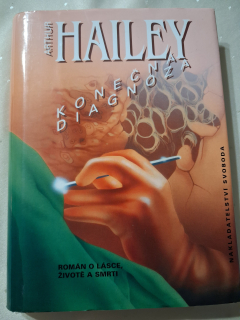 ARTHUR
HAILEY
KONEČNÁ
DIAGNÓZA
ROMÁN O LÁSCE,
ŽIVOTĚ A SMRTI
NAKLADATELSTVÍ SVOBODA